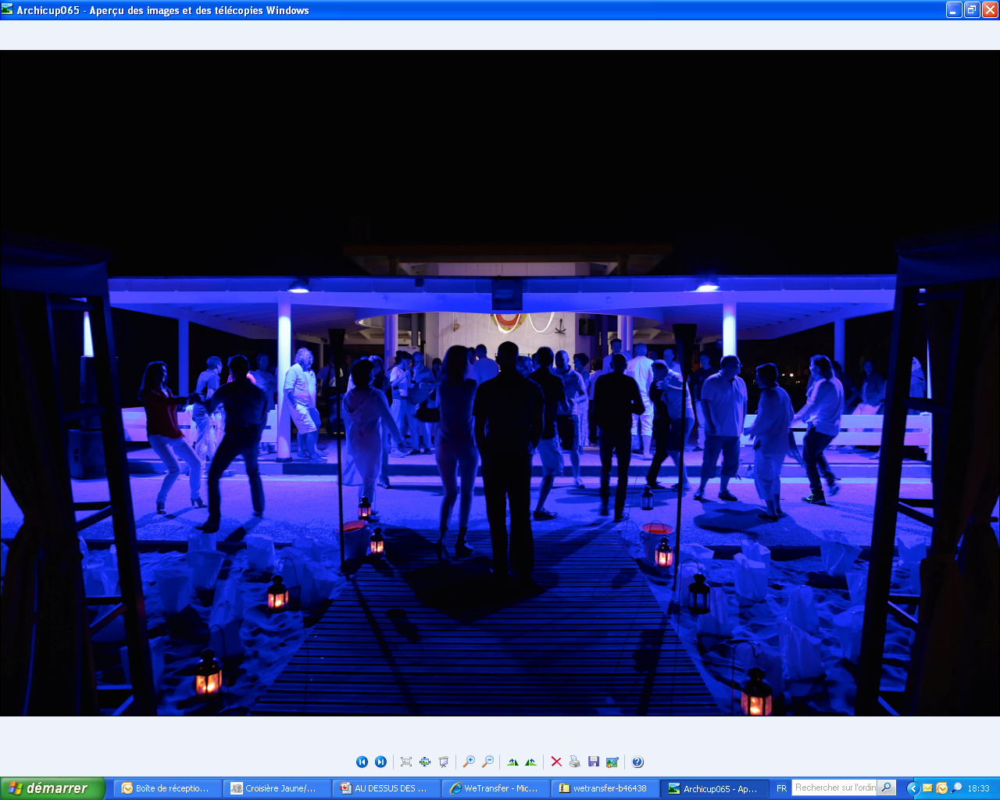 Archicup065 - Aperçu des images et des télécopies Windows
démarrer
Boîte de réceptio...
Croisière Jaune/...
AU DESSUS DES ...
WeTransfer - Mic...
wetransfer-b46438
Archicup065 - Ap...
FR
Rechercher sur l'ordin
18:33